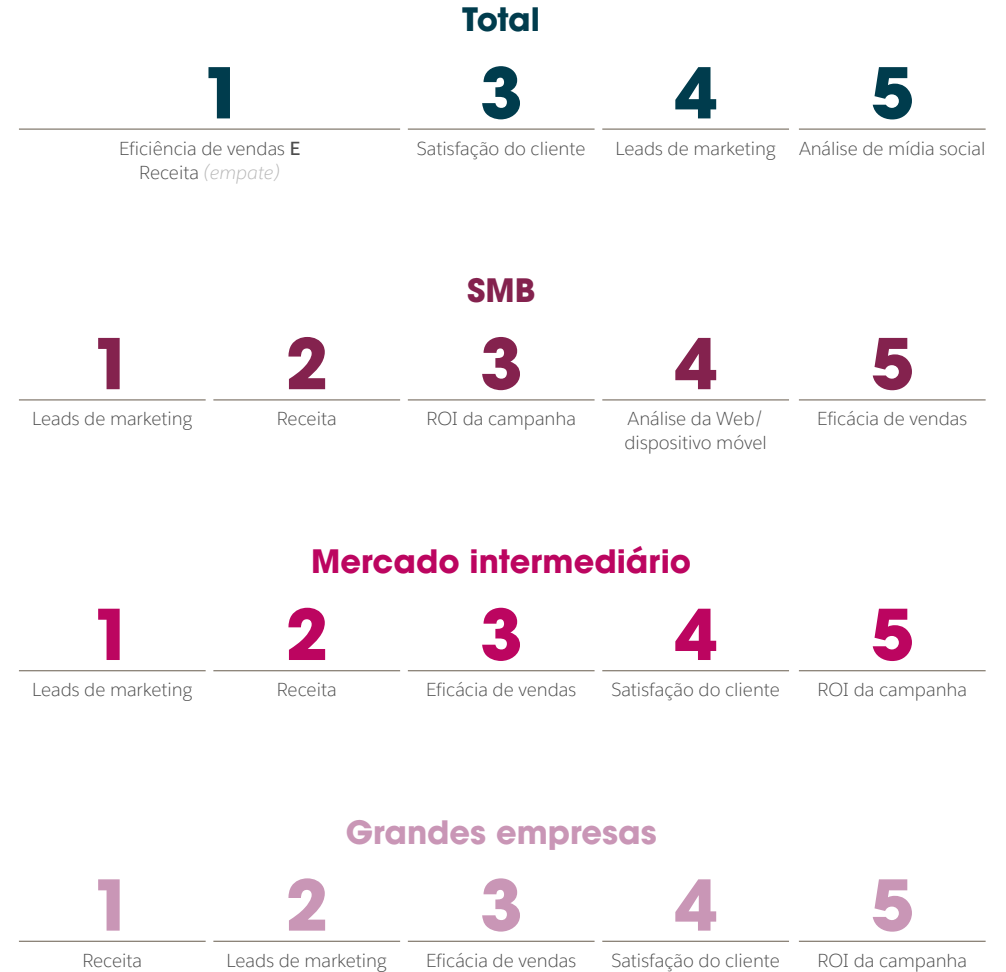 Total
1 3 4 5
Eficiência de vendas E
Receita (empate)
Satisfação do cliente
Leads de marketing
Análise de mídia social
SMB
1 2 3 4 5
Leads de marketing
Receita
ROI da campanha
Análise da Web/
dispositivo móvel
Eficácia de vendas
Mercado intermediário
1 2 3 4 5
Leads de marketing
Receita
Eficácia de vendas
Satisfação do cliente
ROI da campanha
Grandes empresas
1 2 3 4 5
Receita
Leads de marketing
Eficácia de vendas
Satisfação do cliente
ROI da campanha